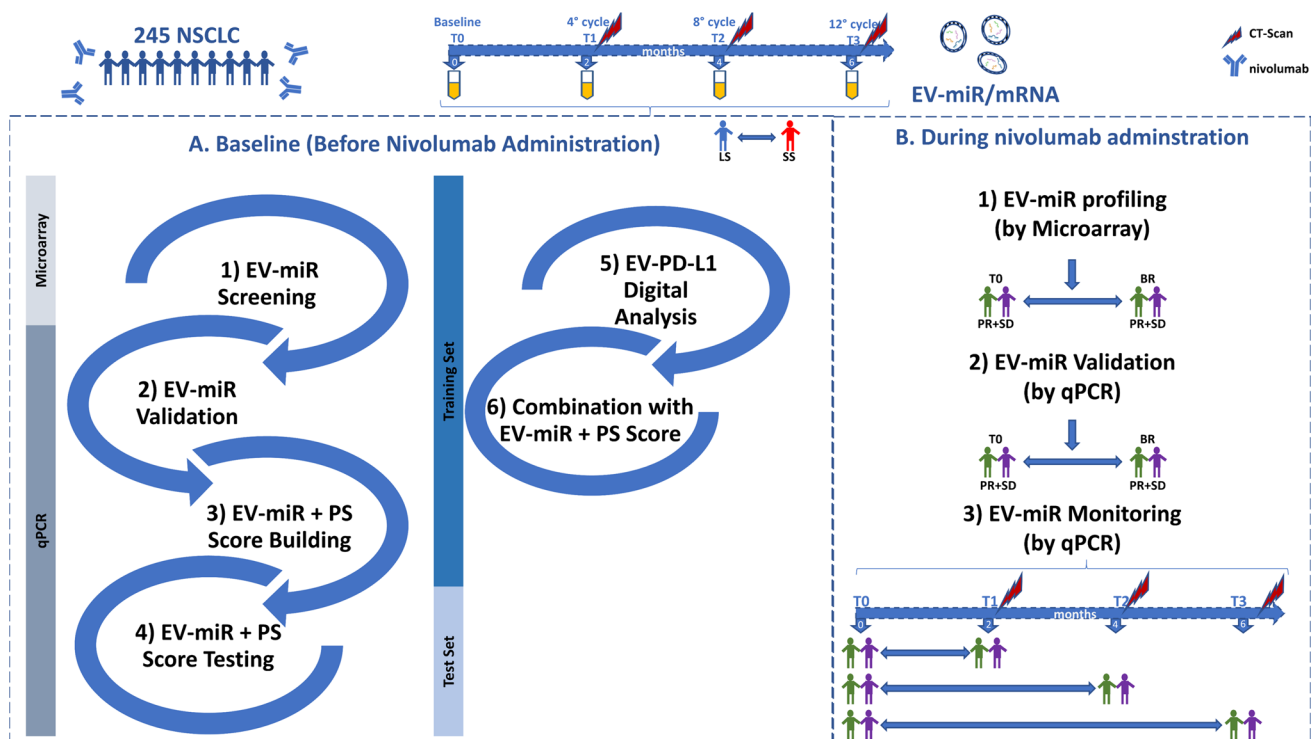 245 NSCLC
Baseline
4° cycle
8° cycle
12° cycle
T0
T1
T2
T3
months
0
2
4
6
EV-miR/mRNA
CT-Scan
nivolumab
A. Baseline (Before Nivolumab Administration)
LS
SS
Microarray
qPCR
1) EV-miR
Screening
2) EV-miR
Validation
3) EV-miR + PS
Score Building
4) EV-miR + PS
Score Testing
Training Set
Test Set
5) EV-PD-L1
Digital
Analysis
6) Combination with
EV-miR + PS Score
B. During nivolumab adminstration
1) EV-miR profiling
(by Microarray)
T0
BR
PR+SD
PR+SD
2) EV-miR Validation
(by qPCR)
T0
BR
PR+SD
PR+SD
3) EV-miR Monitoring
(by qPCR)
T0
T1
T2
T3
months
0
2
4
6